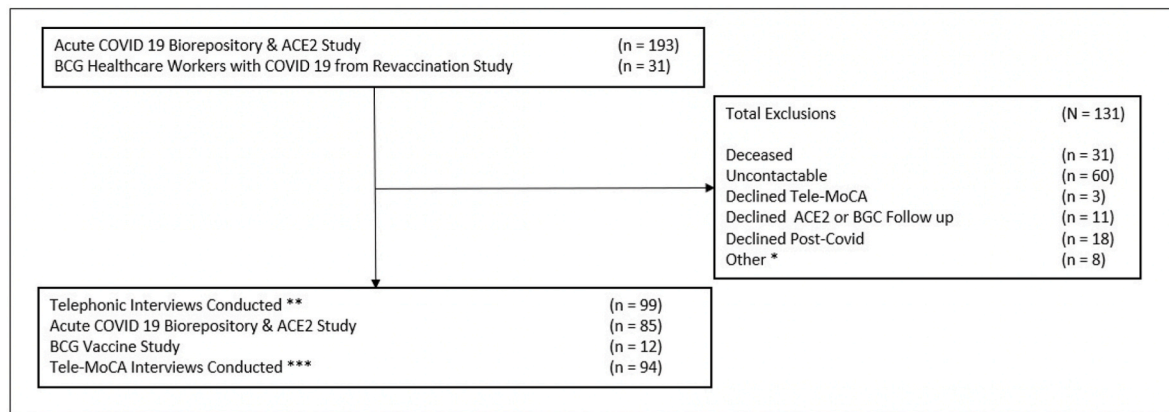 Acute COVID 19 Biorepository & ACE2 Study (n = 193)
BCG Healthcare Workers with COVID 19 from Revaccination Study (n = 31)
Total Exclusions (N = 131)
Deceased (n = 31)
Uncontactable (n = 60)
Declined Tele-MoCA (n = 3)
Declined ACE2 or BGC Follow up (n = 11)
Declined Post-Covid (n = 18)
Other * (n = 8)
Telephonic Interviews Conducted ** (n = 99)
Acute COVID 19 Biorepository & ACE2 Study (n = 85)
BCG Vaccine Study (n = 12)
Tele-MoCA Interviews Conducted *** (n = 94)